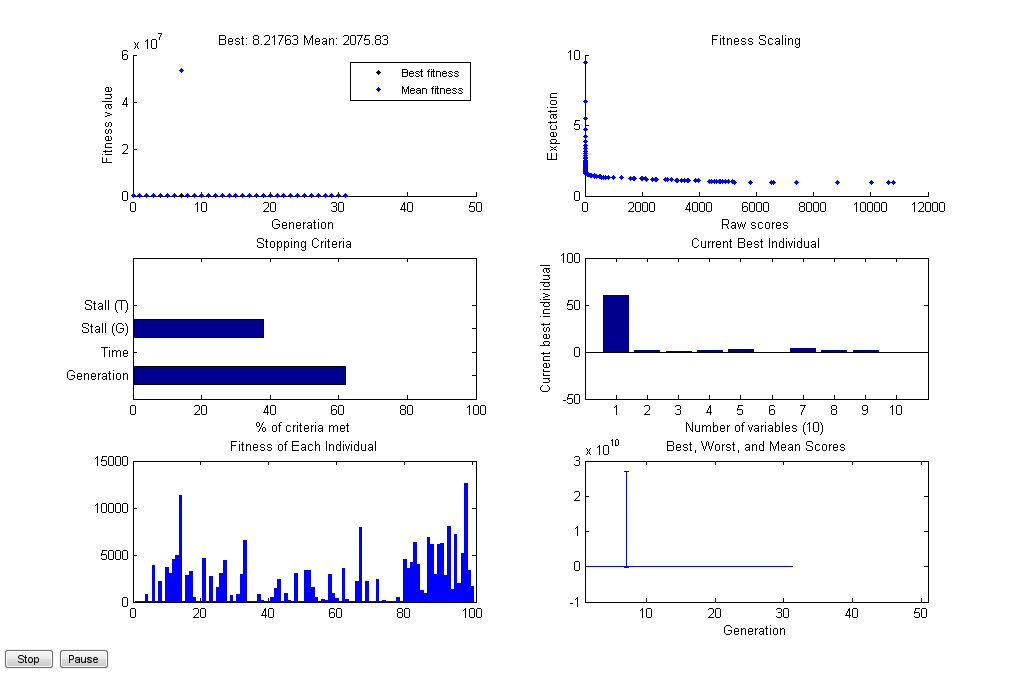 Best: 8.21763 Mean: 2075.83
x 10^7
6
4
2
0
Fitness value
Best fitness
Mean fitness
0 10 20 30 40 50
Generation
Fitness Scaling
10
5
0
Expectation
0 2000 4000 6000 8000 10000 12000
Raw scores
Stopping Criteria
Stall (T)
Stall (G)
Time
Generation
0 20 40 60 80 100
% of criteria met
Current Best Individual
100
50
0
-50
Current best individual
1 2 3 4 5 6 7 8 9 10
Number of variables (10)
Fitness of Each Individual
15000
10000
5000
0
0 20 40 60 80 100
Best, Worst, and Mean Scores
x 10^10
3
2
1
0
-1
10 20 30 40 50
Generation
Stop Pause